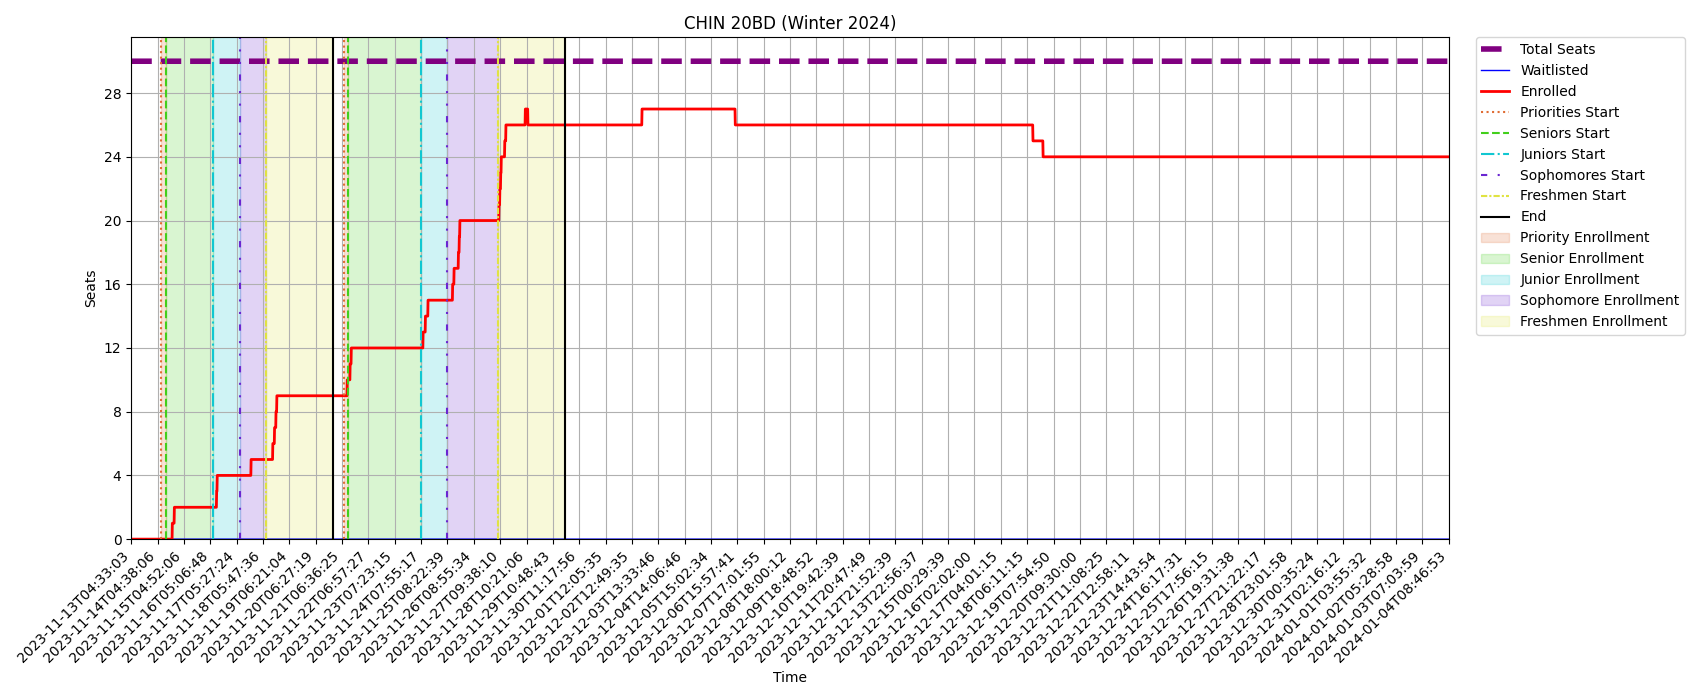 CHIN 20BD (Winter 2024)
Seats
28
24
20
16
12
8
4
0
2023-11-13T04:33:03
2023-11-14T04:38:06
2023-11-15T04:52:06
2023-11-16T05:06:48
2023-11-17T05:27:24
2023-11-18T05:47:36
2023-11-19T06:21:04
2023-11-20T06:27:19
2023-11-21T06:36:25
2023-11-22T06:57:27
2023-11-23T07:23:15
2023-11-24T07:55:17
2023-11-25T08:22:39
2023-11-26T08:55:34
2023-11-27T09:38:10
2023-11-28T10:21:06
2023-11-29T10:48:43
2023-11-30T11:17:56
2023-12-01T12:05:35
2023-12-02T12:49:35
2023-12-03T13:33:46
2023-12-04T14:06:46
2023-12-05T15:02:34
2023-12-06T15:57:41
2023-12-07T17:01:55
2023-12-08T18:00:12
2023-12-09T18:48:52
2023-12-10T19:42:39
2023-12-11T20:47:49
2023-12-12T21:52:39
2023-12-13T22:56:37
2023-12-15T00:29:39
2023-12-16T02:02:00
2023-12-17T04:01:15
2023-12-18T06:11:15
2023-12-19T07:54:50
2023-12-20T09:30:00
2023-12-21T11:08:25
2023-12-22T12:58:11
2023-12-23T14:43:54
2023-12-24T16:17:31
2023-12-25T17:56:15
2023-12-26T19:31:38
2023-12-27T21:22:17
2023-12-28T23:01:58
2023-12-30T00:35:24
2023-12-31T02:16:12
2024-01-01T03:55:32
2024-01-02T05:28:58
2024-01-03T07:03:59
2024-01-04T08:46:53
Time
Total Seats
Waitlisted
Enrolled
Priorities Start
Seniors Start
Juniors Start
Sophomores Start
Freshmen Start
End
Priority Enrollment
Senior Enrollment
Junior Enrollment
Sophomore Enrollment
Freshmen Enrollment